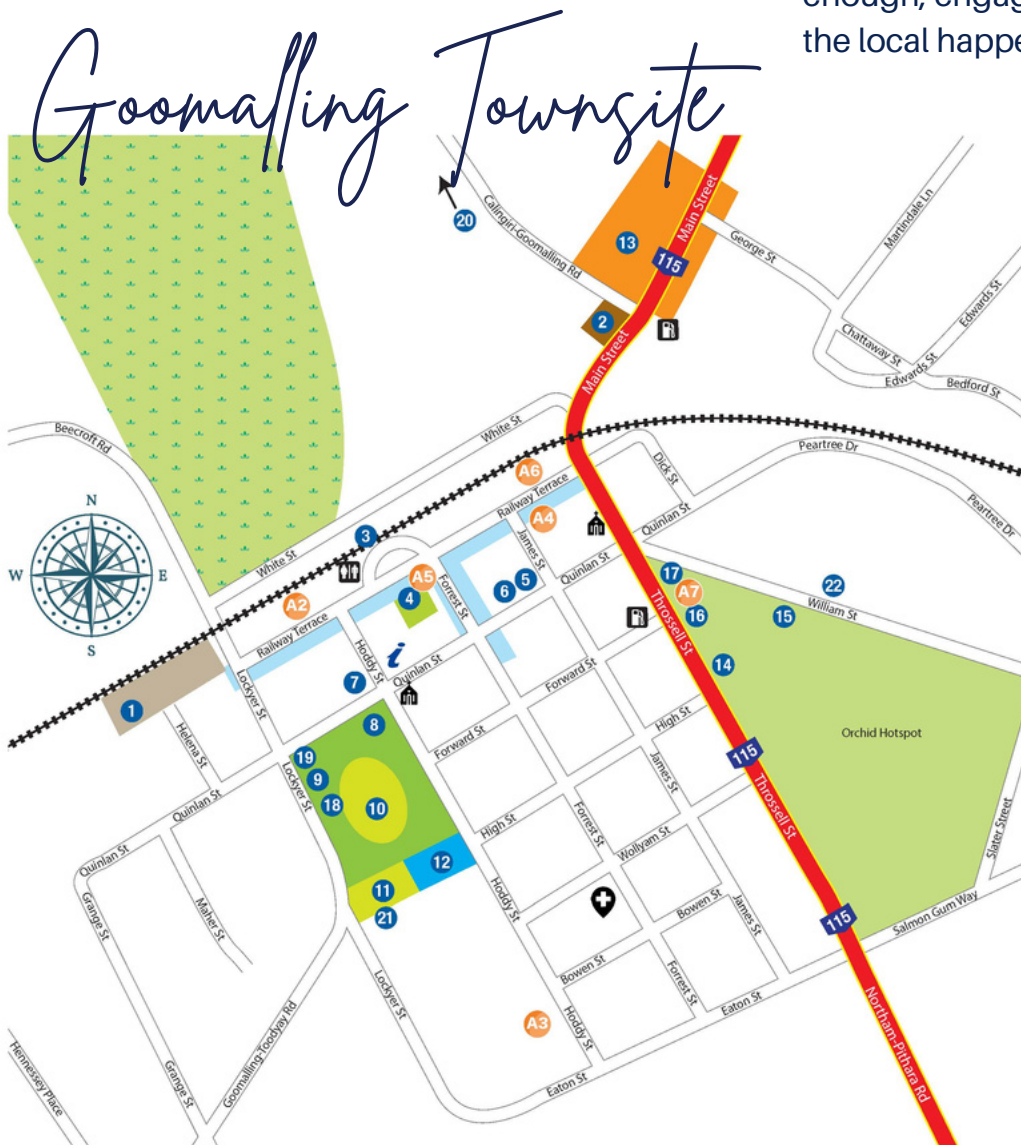 enough, engag
the local happe
Goomalling Townsite
20
Calingiri-Goomalling Rd
13
Main Street
115
George St
Martindale Ln
Edwards St
2
Main Street
Chattaway St
Edwards St
Bedford St
Beecroft Rd
White St
Peartree Dr
Peartree Dr
N
W
E
S
A6
Railway Terrace
Dick St
A4
Quinlan St
3
White St
James St
Quinlan St
A5
4
Forrest St
6
5
17
A7
16
22
William St
15
A2
Railway Terrace
Hoddy St
i
Quinlan St
7
Throssell St
14
Forward St
Lockyer St
1
Helena St
8
High St
Orchid Hotspot
Forward St
115
19
9
Lockyer St
18
10
James St
Throssell St
Quinlan St
High St
Forrest St
Wollyam St
Slater Street
12
11
21
Quinlan St
Grange St
Maher St
Hoddy St
Bowen St
James St
115
Salmon Gum Way
Bowen St
Forrest St
Lockyer St
Eaton St
A3
Hoddy St
Northam-Pithara Rd
Goomalling-Toodyay Rd
Grange St
Hennessey Place
Eaton St